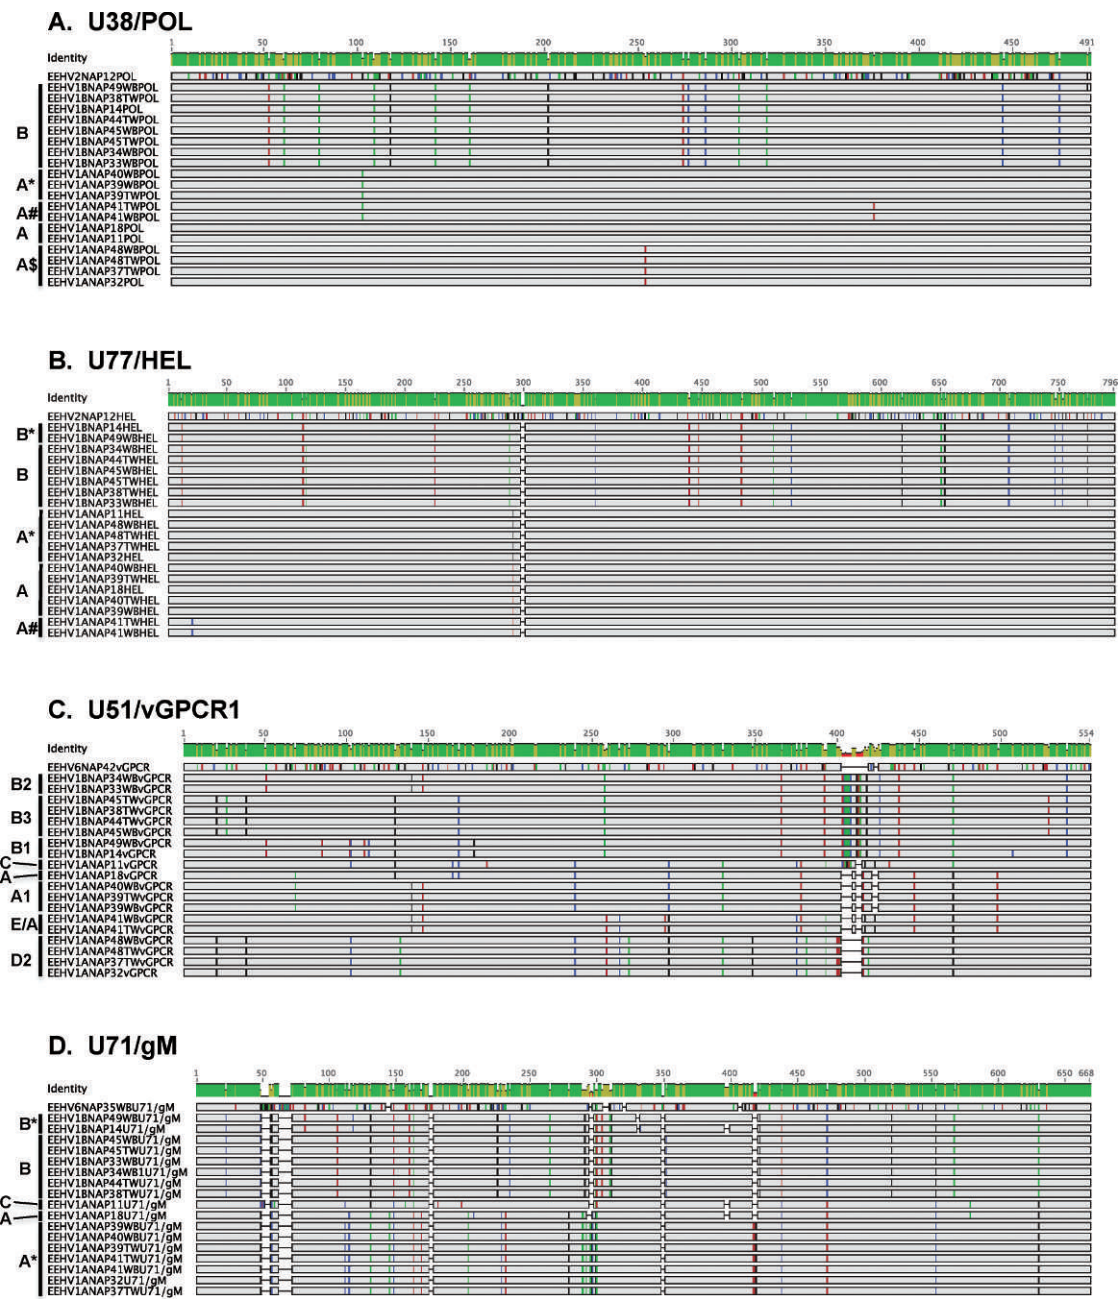 A. U38/POL
1 50 100 150 200 250 300 350 400 450 491
Identity
EEHV2NAP12POL
EEHV1BNAP49WBPOL
EEHV1BNAP38TWPOL
EEHV1BNAP14POL
EEHV1BNAP44TWPOL
B EEHV1BNAP45WBPOL
EEHV1BNAP45TWPOL
EEHV1BNAP34WBPOL
EEHV1BNAP33WBPOL
EEHV1ANAP40WBPOL
A* EEHV1ANAP39WBPOL
EEHV1ANAP39TWPOL
A# EEHV1ANAP41TWPOL
EEHV1ANAP41WBPOL
A EEHV1ANAP18POL
EEHV1ANAP11POL
EEHV1ANAP48WBPOL
A$ EEHV1ANAP48TWPOL
EEHV1ANAP37TWPOL
EEHV1ANAP32POL
B. U77/HEL
1 50 100 150 200 250 300 350 400 450 500 550 600 650 700 750 796
Identity
EEHV2NAP12HEL
B* EEHV1BNAP14HEL
EEHV1BNAP49WBHEL
EEHV1BNAP34WBHEL
EEHV1BNAP44TWHEL
B EEHV1BNAP45WBHEL
EEHV1BNAP45TWHEL
EEHV1BNAP38TWHEL
EEHV1BNAP33WBHEL
EEHV1ANAP11HEL
EEHV1ANAP48WBHEL
A* EEHV1ANAP48TWHEL
EEHV1ANAP37TWHEL
EEHV1ANAP32HEL
EEHV1ANAP40WBHEL
EEHV1ANAP39TWHEL
A EEHV1ANAP18HEL
EEHV1ANAP40TWHEL
EEHV1ANAP39WBHEL
A# EEHV1ANAP41TWHEL
EEHV1ANAP41WBHEL
C. U51/vGPCR1
1 50 100 150 200 250 300 350 400 450 500 554
Identity
EEHV6NAP42vGPCR
B2 EEHV1BNAP34WBvGPCR
EEHV1BNAP33WBvGPCR
EEHV1BNAP45TWvGPCR
B3 EEHV1BNAP38TWvGPCR
EEHV1BNAP44TWvGPCR
EEHV1BNAP45WBvGPCR
B1 EEHV1BNAP49WBvGPCR
EEHV1BNAP14vGPCR
C EEHV1ANAP11vGPCR
A EEHV1ANAP18vGPCR
EEHV1ANAP40WBvGPCR
A1 EEHV1ANAP39TWvGPCR
EEHV1ANAP39WBvGPCR
E/A EEHV1ANAP41WBvGPCR
EEHV1ANAP41TWvGPCR
EEHV1ANAP48WBvGPCR
EEHV1ANAP48TWvGPCR
D2 EEHV1ANAP37TWvGPCR
EEHV1ANAP32vGPCR
D. U71/gM
1 50 100 150 200 250 300 350 400 450 500 550 600 650 668
Identity
EEHV6NAP35WBU71/gM
B* EEHV1BNAP49WBU71/gM
EEHV1BNAP14U71/gM
EEHV1BNAP45WBU71/gM
EEHV1BNAP45TWU71/gM
B EEHV1BNAP33WBU71/gM
EEHV1BNAP34WB1U71/gM
EEHV1BNAP44TWU71/gM
EEHV1BNAP38TWU71/gM
C EEHV1ANAP11U71/gM
A EEHV1ANAP18U71/gM
EEHV1ANAP39WBU71/gM
EEHV1ANAP40WBU71/gM
EEHV1ANAP39TWU71/gM
A* EEHV1ANAP41TWU71/gM
EEHV1ANAP41WBU71/gM
EEHV1ANAP32U71/gM
EEHV1ANAP37TWU71/gM